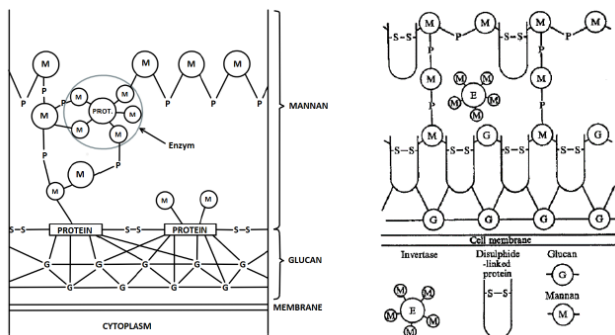 M M M M M
P P P P P P P
M M M
M PROT. M
M M
Enzym
P P
M
M M M
S–S PROTEIN S–S PROTEIN S–S
G G G G G
G G G G
MANNAN
GLUCAN
MEMBRANE
CYTOPLASM
M P M M
S–S S–S
P P
M M
M M
M E M
M M
P P
M M G M G
S–S S–S S–S
G G G G
Cell membrane
Invertase Disulphide Glucan
-linked
protein
G
Mannan
M M
M E M
M
S–S
M